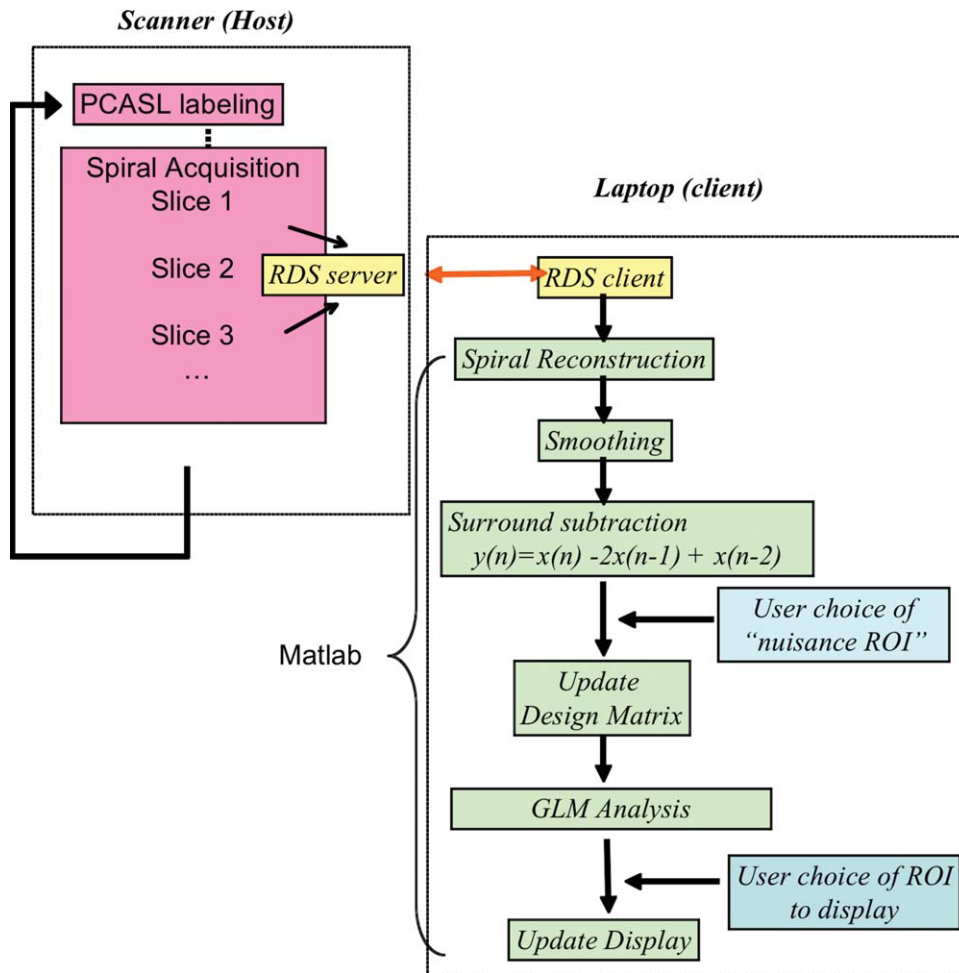 Scanner (Host)
PCASL labeling
Spiral Acquisition
Slice 1
Slice 2
Slice 3
...
RDS server
Laptop (client)
RDS client
Spiral Reconstruction
Smoothing
Surround subtraction
y(n)=x(n) -2x(n-1) + x(n-2)
User choice of
“nuisance ROI”
Matlab
Update
Design Matrix
GLM Analysis
User choice of ROI
to display
Update Display